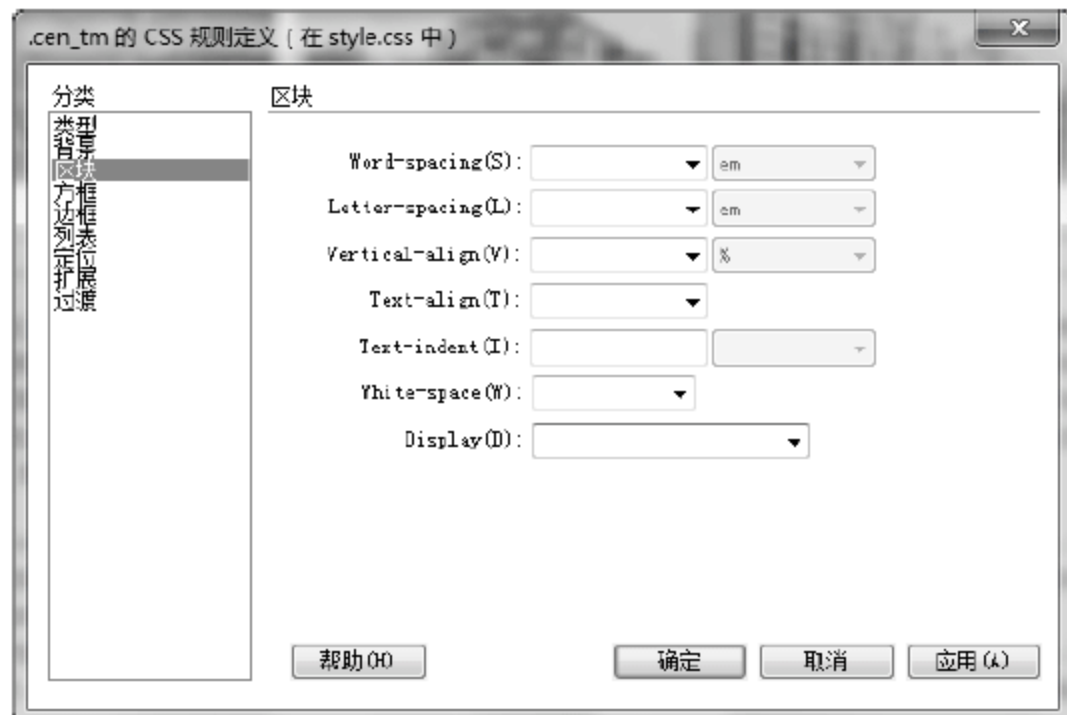 .cen_tm 的 CSS 规则定义 ( 在 style.css 中 )
分类
类型
背景
区块
方框
边框
列表
定位
扩展
过渡
区块
Word-spacing(S): em
Letter-spacing(L): em
Vertical-align(V): %
Text-align(T):
Text-indent(I):
White-space(W):
Display(D):
帮助(H) 确定 取消 应用(A)